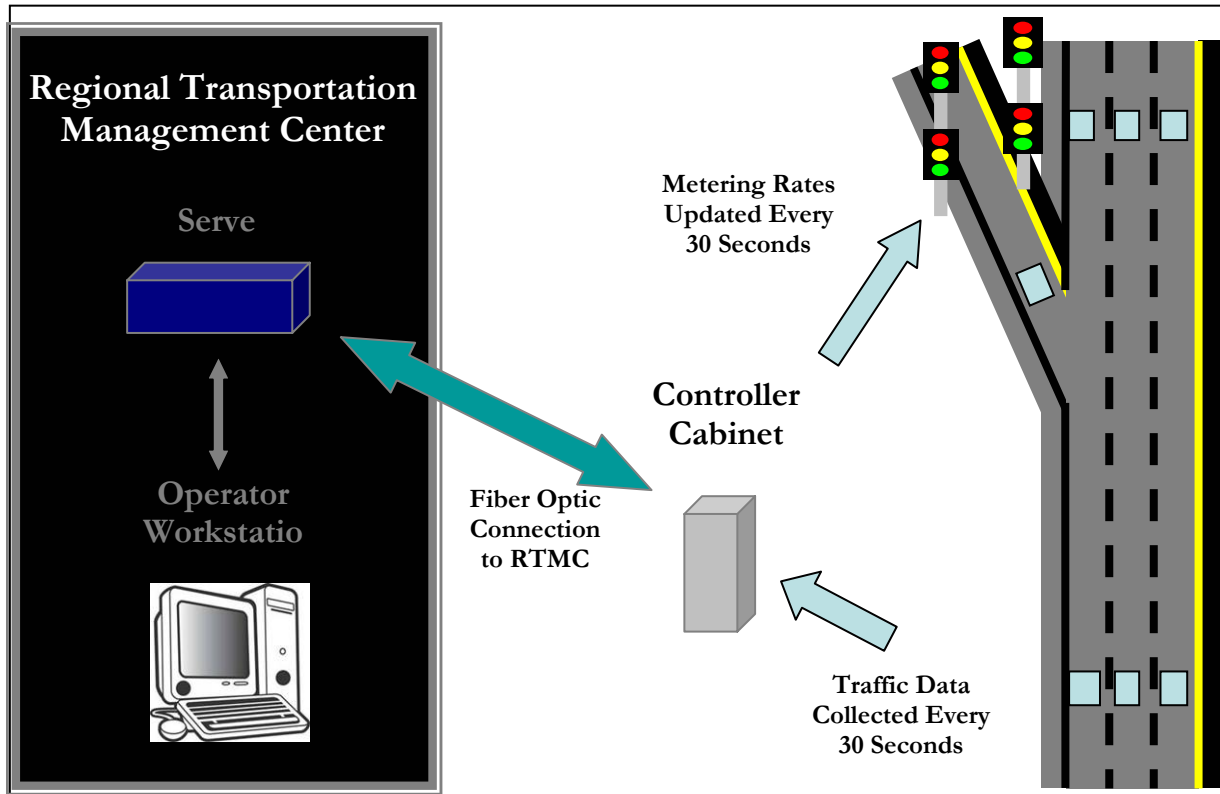 Regional Transportation
Management Center
Serve
Operator
Workstatio
Fiber Optic
Connection
to RTMC
Controller
Cabinet
Metering Rates
Updated Every
30 Seconds
Traffic Data
Collected Every
30 Seconds